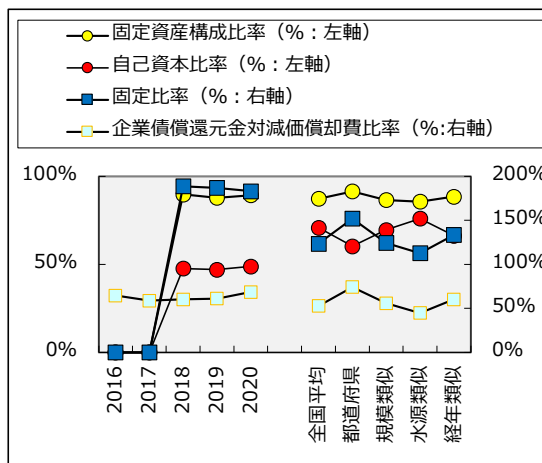 固定資産構成比率（%：左軸）
自己資本比率（%：左軸）
固定比率（%：右軸）
企業債償還元金対減価償却費比率（%:右軸）
100%
50%
0%
200%
150%
100%
50%
0%
2016
2017
2018
2019
2020
全国平均
都道府県
規模類似
水源類似
経年類似